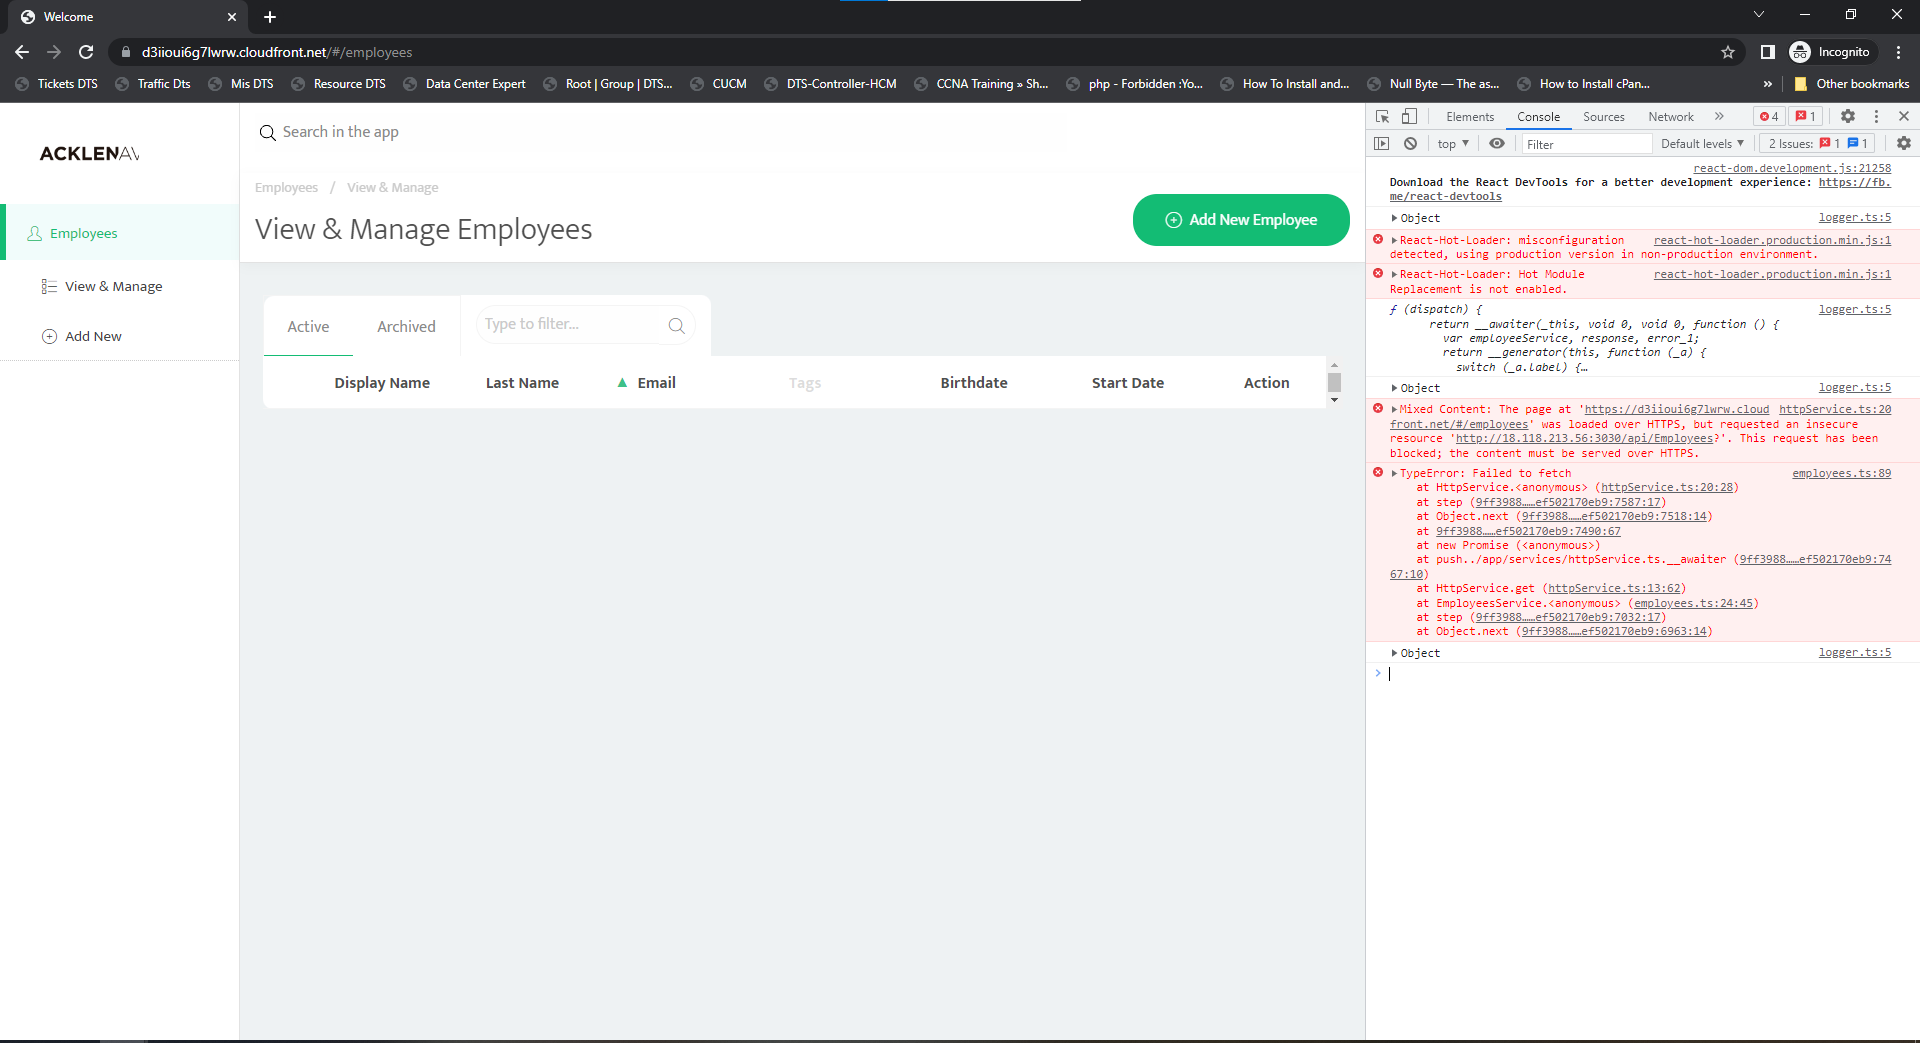 Welcome
d3iioui6g7lwrw.cloudfront.net/#/employees
Incognito
Tickets DTS
Traffic Dts
Mis DTS
Resource DTS
Data Center Expert
Root | Group | DTS...
CUCM
DTS-Controller-HCM
CCNA Training » Sh...
php - Forbidden :Yo...
How To Install and...
Null Byte — The as...
How to Install cPan...
»
Other bookmarks
ACKLENAV
Employees
View & Manage
Add New
Search in the app
Employees / View & Manage
View & Manage Employees
Add New Employee
Active
Archived
Type to filter...
Display Name
Last Name
Email
Tags
Birthdate
Start Date
Action
Elements
Console
Sources
Network
»
4
1
top
Filter
Default levels
2 Issues:
1
1
react-dom.development.js:21258
Download the React DevTools for a better development experience: https://fb.
me/react-devtools
Object logger.ts:5
React-Hot-Loader: misconfiguration react-hot-loader.production.min.js:1
detected, using production version in non-production environment.
React-Hot-Loader: Hot Module react-hot-loader.production.min.js:1
Replacement is not enabled.
ƒ (dispatch) { logger.ts:5
return __awaiter(_this, void 0, void 0, function () {
var employeeService, response, error_1;
return __generator(this, function (_a) {
switch (_a.label) {…
Object logger.ts:5
Mixed Content: The page at 'https://d3iioui6g7lwrw.cloud httpService.ts:20
front.net/#/employees' was loaded over HTTPS, but requested an insecure
resource 'http://18.118.213.56:3030/api/Employees?'. This request has been
blocked; the content must be served over HTTPS.
TypeError: Failed to fetch employees.ts:89
at HttpService.<anonymous> (httpService.ts:20:28)
at step (9ff3988……ef502170eb9:7587:17)
at Object.next (9ff3988……ef502170eb9:7518:14)
at 9ff3988……ef502170eb9:7490:67
at new Promise (<anonymous>)
at push../app/services/httpService.ts.__awaiter (9ff3988……ef502170eb9:74
67:10)
at HttpService.get (httpService.ts:13:62)
at EmployeesService.<anonymous> (employees.ts:24:45)
at step (9ff3988……ef502170eb9:7032:17)
at Object.next (9ff3988……ef502170eb9:6963:14)
Object logger.ts:5